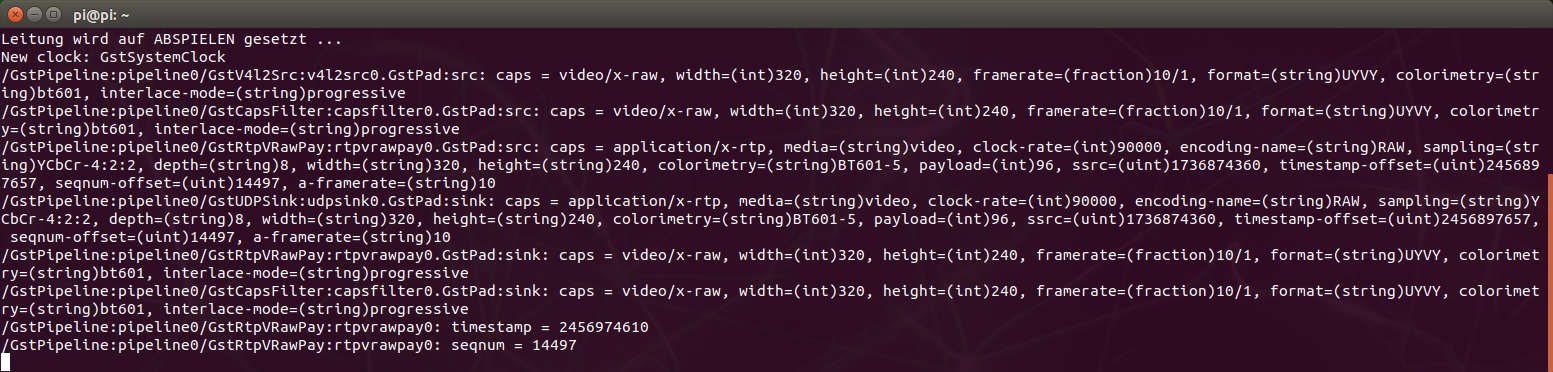 pi@pi: ~
Leitung wird auf ABSPIELEN gesetzt ...
New clock: GstSystemClock
/GstPipeline:pipeline0/GstV4l2Src:v4l2src0.GstPad:src: caps = video/x-raw, width=(int)320, height=(int)240, framerate=(fraction)10/1, format=(string)UYVY, colorimetry=(str
ing)bt601, interlace-mode=(string)progressive
/GstPipeline:pipeline0/GstCapsFilter:capsfilter0.GstPad:src: caps = video/x-raw, width=(int)320, height=(int)240, framerate=(fraction)10/1, format=(string)UYVY, colorimetr
y=(string)bt601, interlace-mode=(string)progressive
/GstPipeline:pipeline0/GstRtpVRawPay:rtpvrawpay0.GstPad:src: caps = application/x-rtp, media=(string)video, clock-rate=(int)90000, encoding-name=(string)RAW, sampling=(str
ing)YCbCr-4:2:2, depth=(string)8, width=(string)320, height=(string)240, colorimetry=(string)BT601-5, payload=(int)96, ssrc=(uint)1736874360, timestamp-offset=(uint)245689
7657, seqnum-offset=(uint)14497, a-framerate=(string)10
/GstPipeline:pipeline0/GstUDPSink:udpsink0.GstPad:sink: caps = application/x-rtp, media=(string)video, clock-rate=(int)90000, encoding-name=(string)RAW, sampling=(string)Y
CbCr-4:2:2, depth=(string)8, width=(string)320, height=(string)240, colorimetry=(string)BT601-5, payload=(int)96, ssrc=(uint)1736874360, timestamp-offset=(uint)2456897657,
seqnum-offset=(uint)14497, a-framerate=(string)10
/GstPipeline:pipeline0/GstRtpVRawPay:rtpvrawpay0.GstPad:sink: caps = video/x-raw, width=(int)320, height=(int)240, framerate=(fraction)10/1, format=(string)UYVY, colorimet
ry=(string)bt601, interlace-mode=(string)progressive
/GstPipeline:pipeline0/GstCapsFilter:capsfilter0.GstPad:sink: caps = video/x-raw, width=(int)320, height=(int)240, framerate=(fraction)10/1, format=(string)UYVY, colorimet
ry=(string)bt601, interlace-mode=(string)progressive
/GstPipeline:pipeline0/GstRtpVRawPay:rtpvrawpay0: timestamp = 2456974610
/GstPipeline:pipeline0/GstRtpVRawPay:rtpvrawpay0: seqnum = 14497